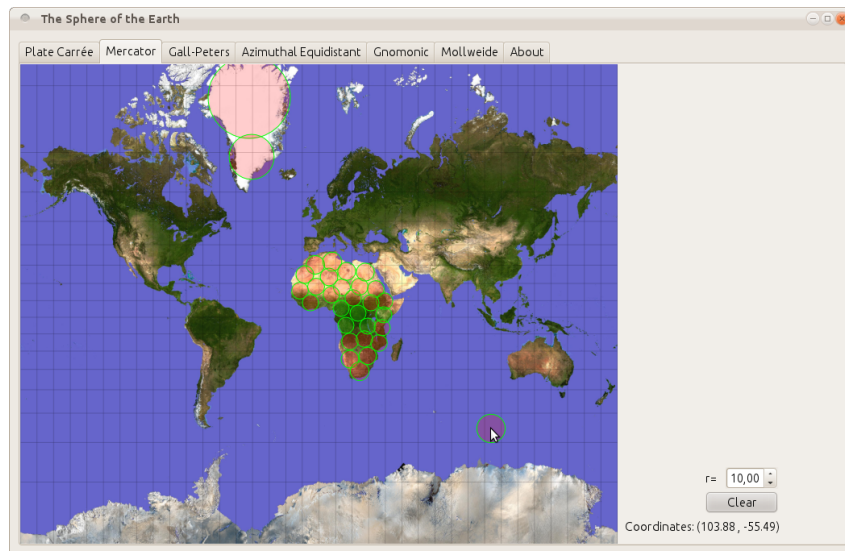 The Sphere of the Earth
Plate Carrée Mercator Gall-Peters Azimuthal Equidistant Gnomonic Mollweide About
r= 10,00
Clear
Coordinates: (103.88 , -55.49)